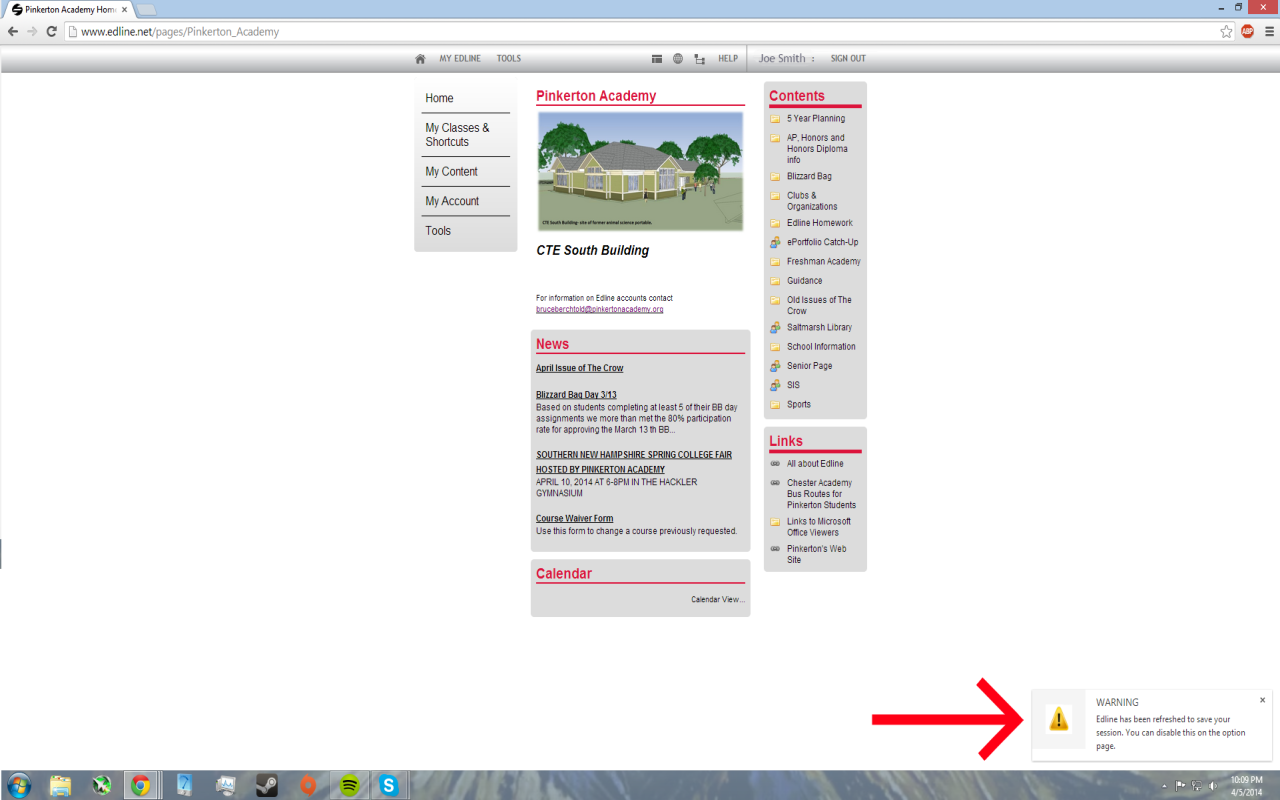 Pinkerton Academy Hom
www.edline.net/pages/Pinkerton_Academy
ABP
MY EDLINE TOOLS HELP Joe Smith : SIGN OUT
Home
My Classes &
Shortcuts
My Content
My Account
Tools
Pinkerton Academy
CTE South Building- site of former animal science portable.
CTE South Building
For information on Edline accounts contact
bruceberchtold@pinkertonacademy.org
News
April Issue of The Crow
Blizzard Bag Day 3/13
Based on students completing at least 5 of their BB day
assignments we more than met the 80% participation
rate for approving the March 13 th BB...
SOUTHERN NEW HAMPSHIRE SPRING COLLEGE FAIR
HOSTED BY PINKERTON ACADEMY
APRIL 10, 2014 AT 6-8PM IN THE HACKLER
GYMNASIUM
Course Waiver Form
Use this form to change a course previously requested.
Calendar
Calendar View...
Contents
5 Year Planning
AP, Honors and
Honors Diploma
info
Blizzard Bag
Clubs &
Organizations
Edline Homework
ePortfolio Catch-Up
Freshman Academy
Guidance
Old Issues of The
Crow
Saltmarsh Library
School Information
Senior Page
SIS
Sports
Links
All about Edline
Chester Academy
Bus Routes for
Pinkerton Students
Links to Microsoft
Office Viewers
Pinkerton's Web
Site
WARNING
Edline has been refreshed to save your
session. You can disable this on the option
page.
10:09 PM
4/5/2014